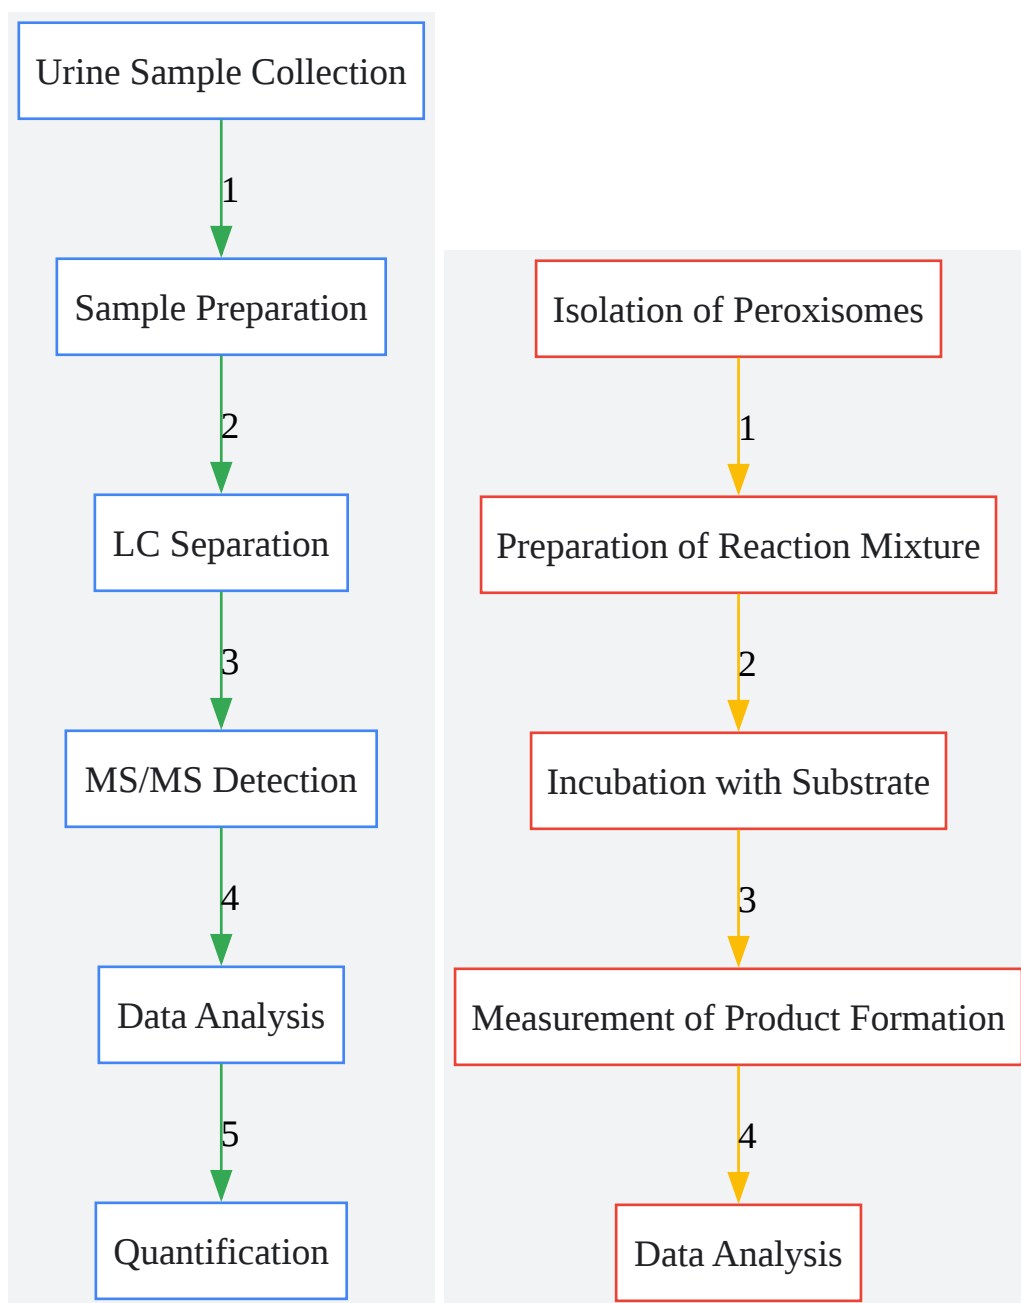 Urine Sample Collection
1
Sample Preparation
2
LC Separation
3
MS/MS Detection
4
Data Analysis
5
Quantification
Isolation of Peroxisomes
1
Preparation of Reaction Mixture
2
Incubation with Substrate
3
Measurement of Product Formation
4
Data Analysis